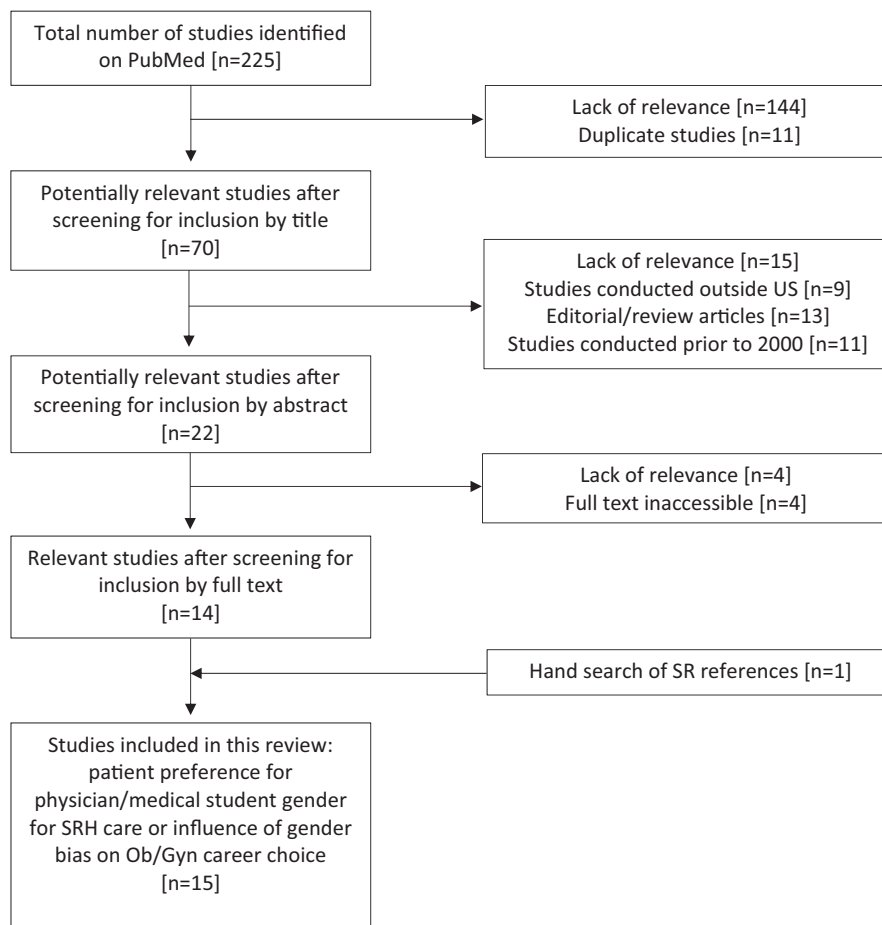 Total number of studies identified
on PubMed [n=225]
Lack of relevance [n=144]
Duplicate studies [n=11]
Potentially relevant studies after
screening for inclusion by title
[n=70]
Lack of relevance [n=15]
Studies conducted outside US [n=9]
Editorial/review articles [n=13]
Studies conducted prior to 2000 [n=11]
Potentially relevant studies after
screening for inclusion by abstract
[n=22]
Lack of relevance [n=4]
Full text inaccessible [n=4]
Relevant studies after screening for
inclusion by full text
[n=14]
Hand search of SR references [n=1]
Studies included in this review:
patient preference for
physician/medical student gender
for SRH care or influence of gender
bias on Ob/Gyn career choice
[n=15]